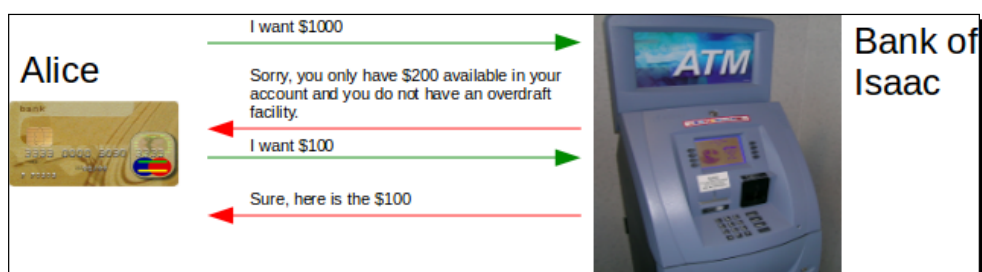 I want $1000
Alice
Sorry, you only have $200 available in your
account and you do not have an overdraft
facility.
I want $100
Sure, here is the $100
bank
ATM
Bank of
Isaac